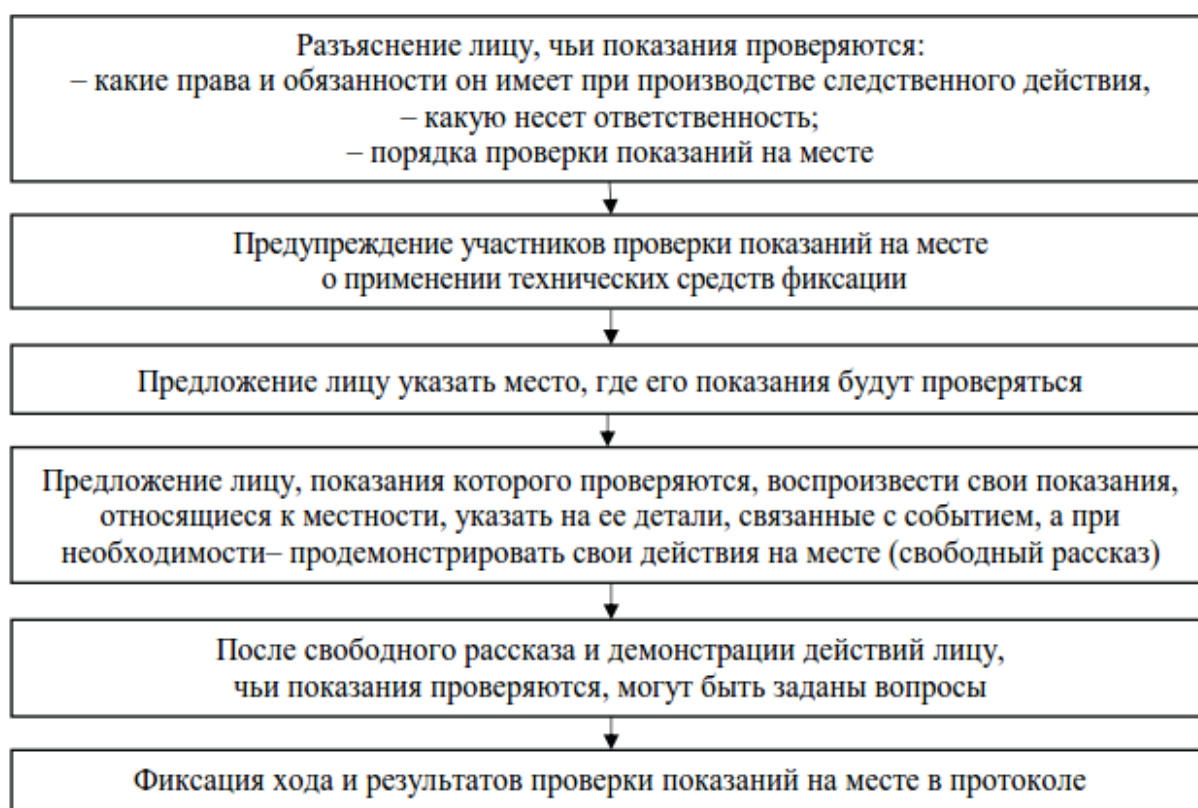 Разъяснение лицу, чьи показания проверяются:
– какие права и обязанности он имеет при производстве следственного действия,
– какую несет ответственность;
– порядка проверки показаний на месте
Предупреждение участников проверки показаний на месте
о применении технических средств фиксации
Предложение лицу указать место, где его показания будут проверяться
Предложение лицу, показания которого проверяются, воспроизвести свои показания,
относящиеся к местности, указать на ее детали, связанные с событием, а при
необходимости– продемонстрировать свои действия на месте (свободный рассказ)
После свободного рассказа и демонстрации действий лицу,
чьи показания проверяются, могут быть заданы вопросы
Фиксация хода и результатов проверки показаний на месте в протоколе